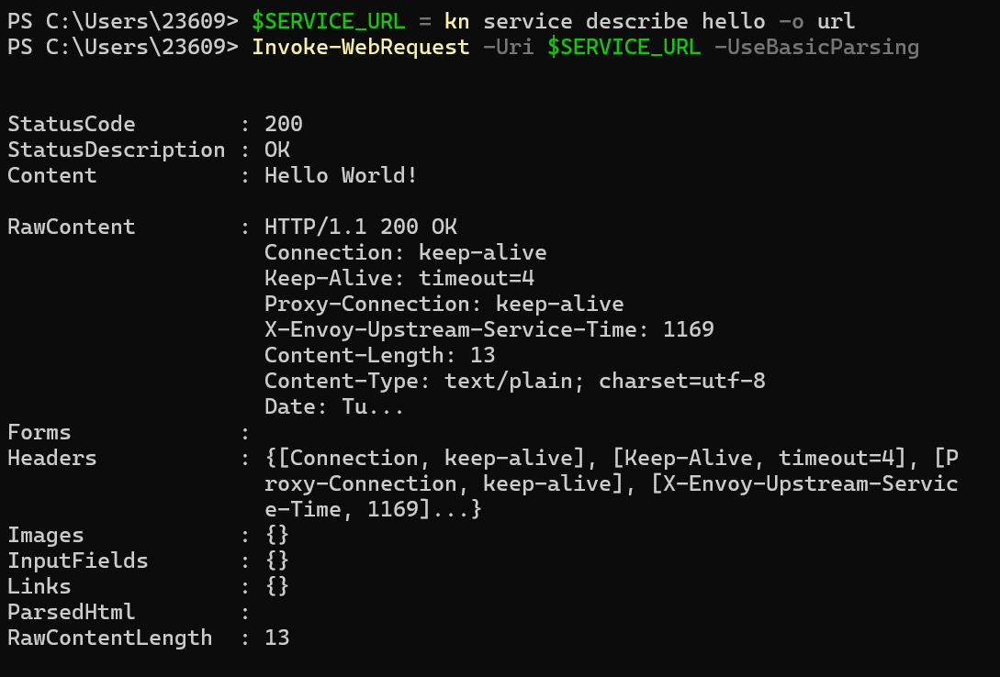 PS C:\Users\23609> $SERVICE_URL = kn service describe hello -o url
PS C:\Users\23609> Invoke-WebRequest -Uri $SERVICE_URL -UseBasicParsing
StatusCode        : 200
StatusDescription : OK
Content           : Hello World!
RawContent        : HTTP/1.1 200 OK
                    Connection: keep-alive
                    Keep-Alive: timeout=4
                    Proxy-Connection: keep-alive
                    X-Envoy-Upstream-Service-Time: 1169
                    Content-Length: 13
                    Content-Type: text/plain; charset=utf-8
                    Date: Tu...
Forms             :
Headers           : {[Connection, keep-alive], [Keep-Alive, timeout=4], [P
                    roxy-Connection, keep-alive], [X-Envoy-Upstream-Servic
                    e-Time, 1169]...}
Images            : {}
InputFields       : {}
Links             : {}
ParsedHtml        :
RawContentLength  : 13